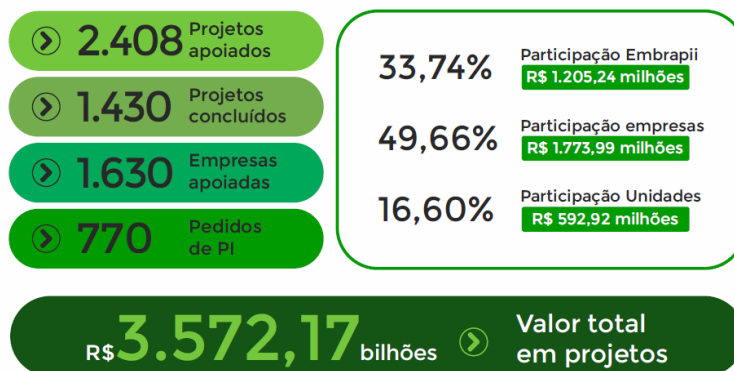 2.408 Projetos
apoiados
1.430 Projetos
concluídos
1.630 Empresas
apoiadas
770 Pedidos
de PI
33,74% Participação Embrapii
R$ 1.205,24 milhões
49,66% Participação empresas
R$ 1.773,99 milhões
16,60% Participação Unidades
R$ 592,92 milhões
R$3.572,17 bilhões
Valor total
em projetos